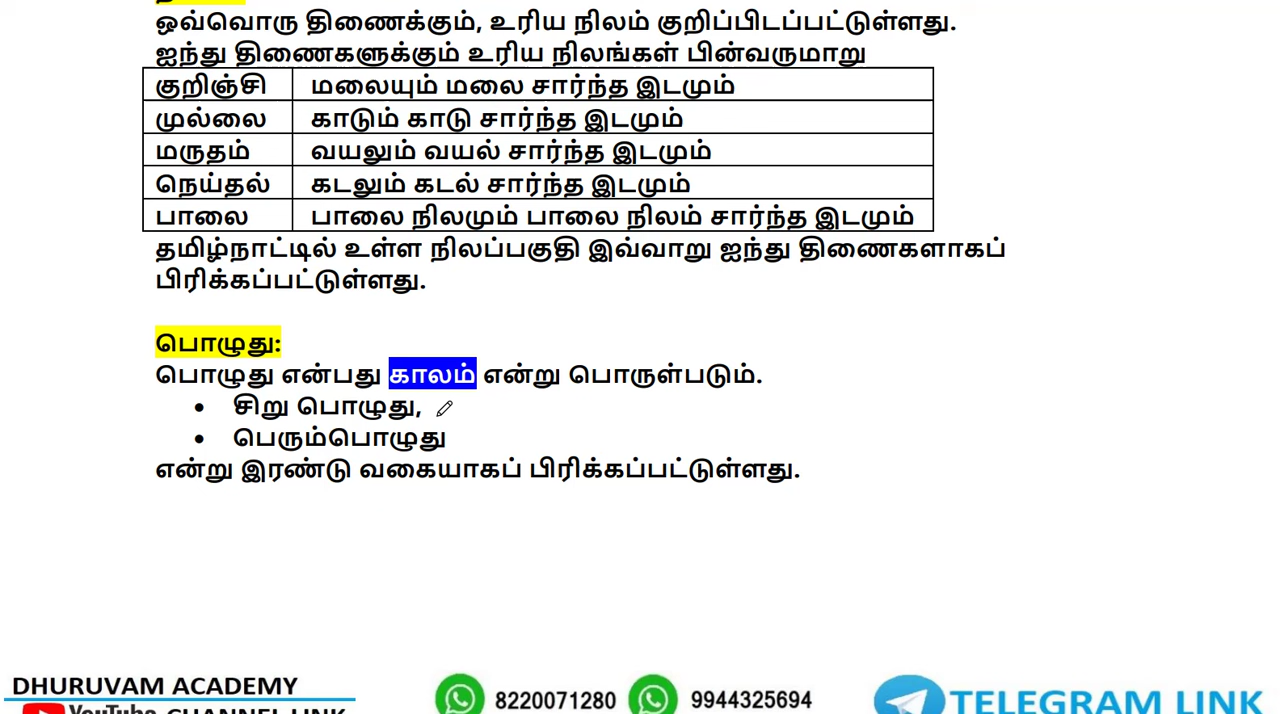 ஒவ்வொரு திணைக்கும், உரிய நிலம் குறிப்பிடப்பட்டுள்ளது.
ஐந்து திணைகளுக்கும் உரிய நிலங்கள் பின்வருமாறு
குறிஞ்சி மலையும் மலை சார்ந்த இடமும்
முல்லை காடும் காடு சார்ந்த இடமும்
மருதம் வயலும் வயல் சார்ந்த இடமும்
நெய்தல் கடலும் கடல் சார்ந்த இடமும்
பாலை பாலை நிலமும் பாலை நிலம் சார்ந்த இடமும்
தமிழ்நாட்டில் உள்ள நிலப்பகுதி இவ்வாறு ஐந்து திணைகளாகப்
பிரிக்கப்பட்டுள்ளது.
பொழுது:
பொழுது என்பது காலம் என்று பொருள்படும்.
• சிறு பொழுது,
• பெரும்பொழுது
என்று இரண்டு வகையாகப் பிரிக்கப்பட்டுள்ளது.
DHURUVAM ACADEMY
YouTube CHANNEL LINK
8220071280 9944325694
TELEGRAM LINK